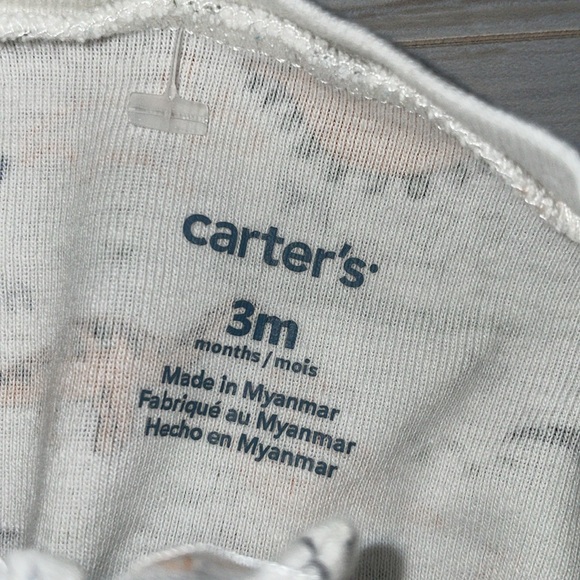 carter's
3m
months/mois
Made in Myanmar
Fabriqué au Myanmar
Hecho en Myanmar